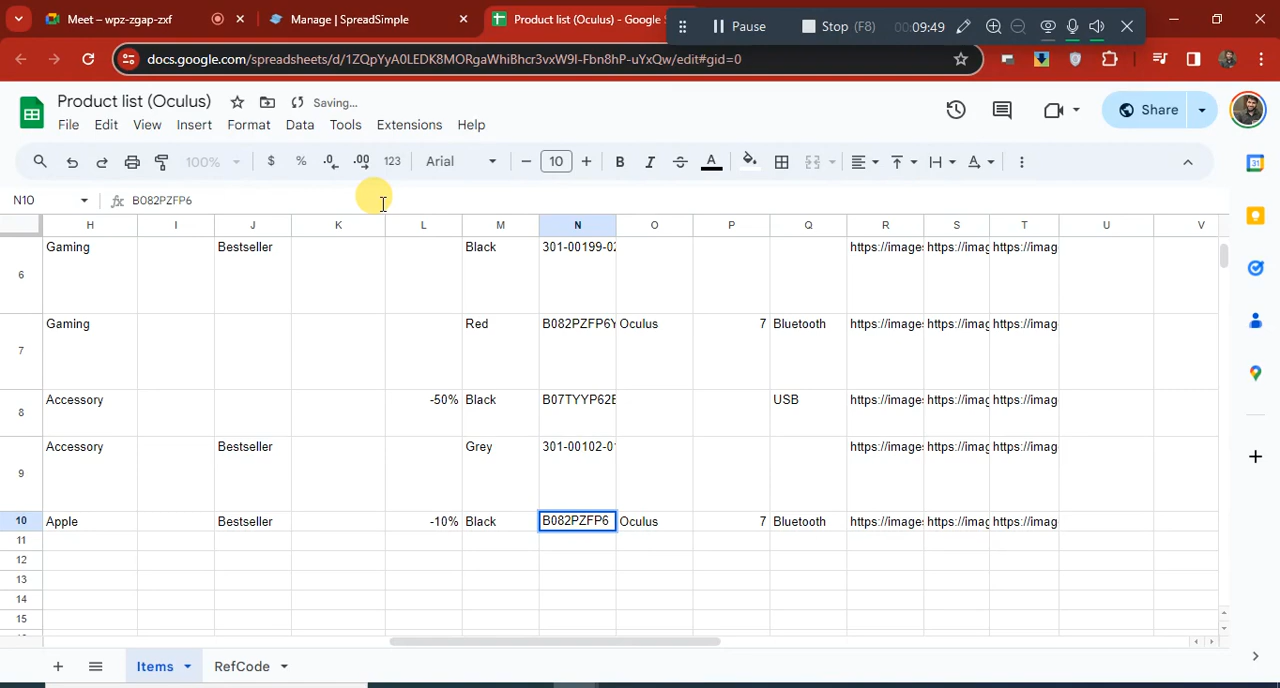 Meet – wpz-zgap-zxf
Manage | SpreadSimple
Product list (Oculus) - Google S
Pause
Stop (F8)
00:09:49
docs.google.com/spreadsheets/d/1ZQpYyA0LEDK8MORgaWhiBhcr3vxW9I-Fbn8hP-uYxQw/edit#gid=0
Product list (Oculus)
Saving...
File Edit View Insert Format Data Tools Extensions Help
Share
100% $ % .0 .00 123 Arial 10 B I A
N10 fx B082PZFP6
H I J K L M N O P Q R S T U V
6 Gaming Bestseller Black 301-00199-02 https://image: https://imag https://imag
7 Gaming Red B082PZFP6Y Oculus 7 Bluetooth https://image: https://imag https://imag
8 Accessory -50% Black B07TYYP62E USB https://image: https://imag https://imag
9 Accessory Bestseller Grey 301-00102-01 https://image: https://imag https://imag
10 Apple Bestseller -10% Black B082PZFP6 Oculus 7 Bluetooth https://image: https://imag https://imag
11
12
13
14
15
Items RefCode